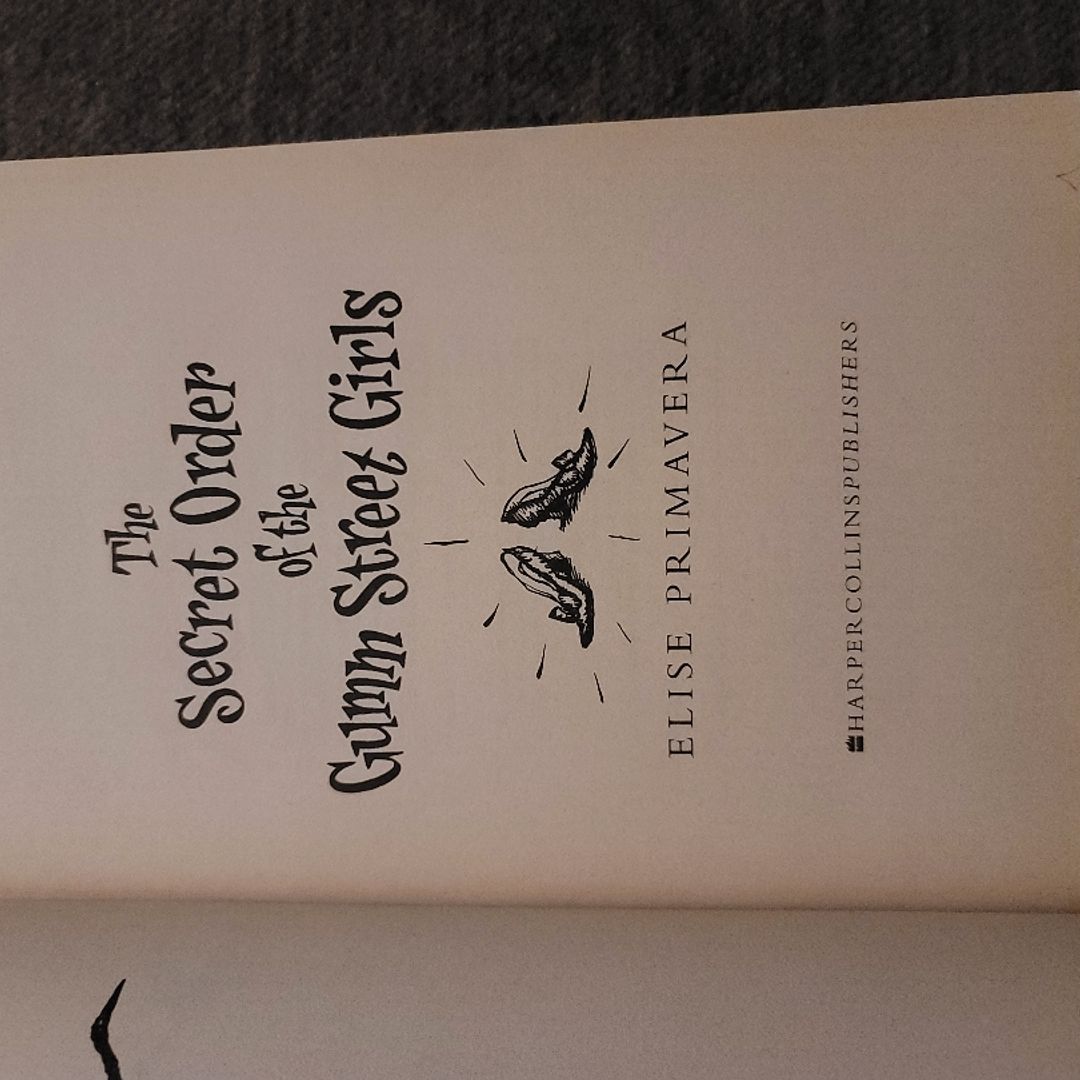 The
Secret Order
of the
Gumm Street Girls
ELISE PRIMAVERA
HARPERCOLLINSPUBLISHERS